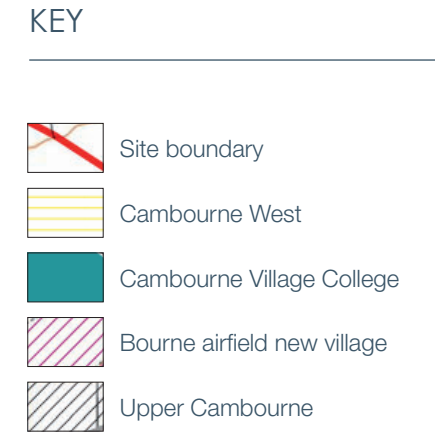 KEY
Site boundary
Cambourne West
Cambourne Village College
Bourne airfield new village
Upper Cambourne